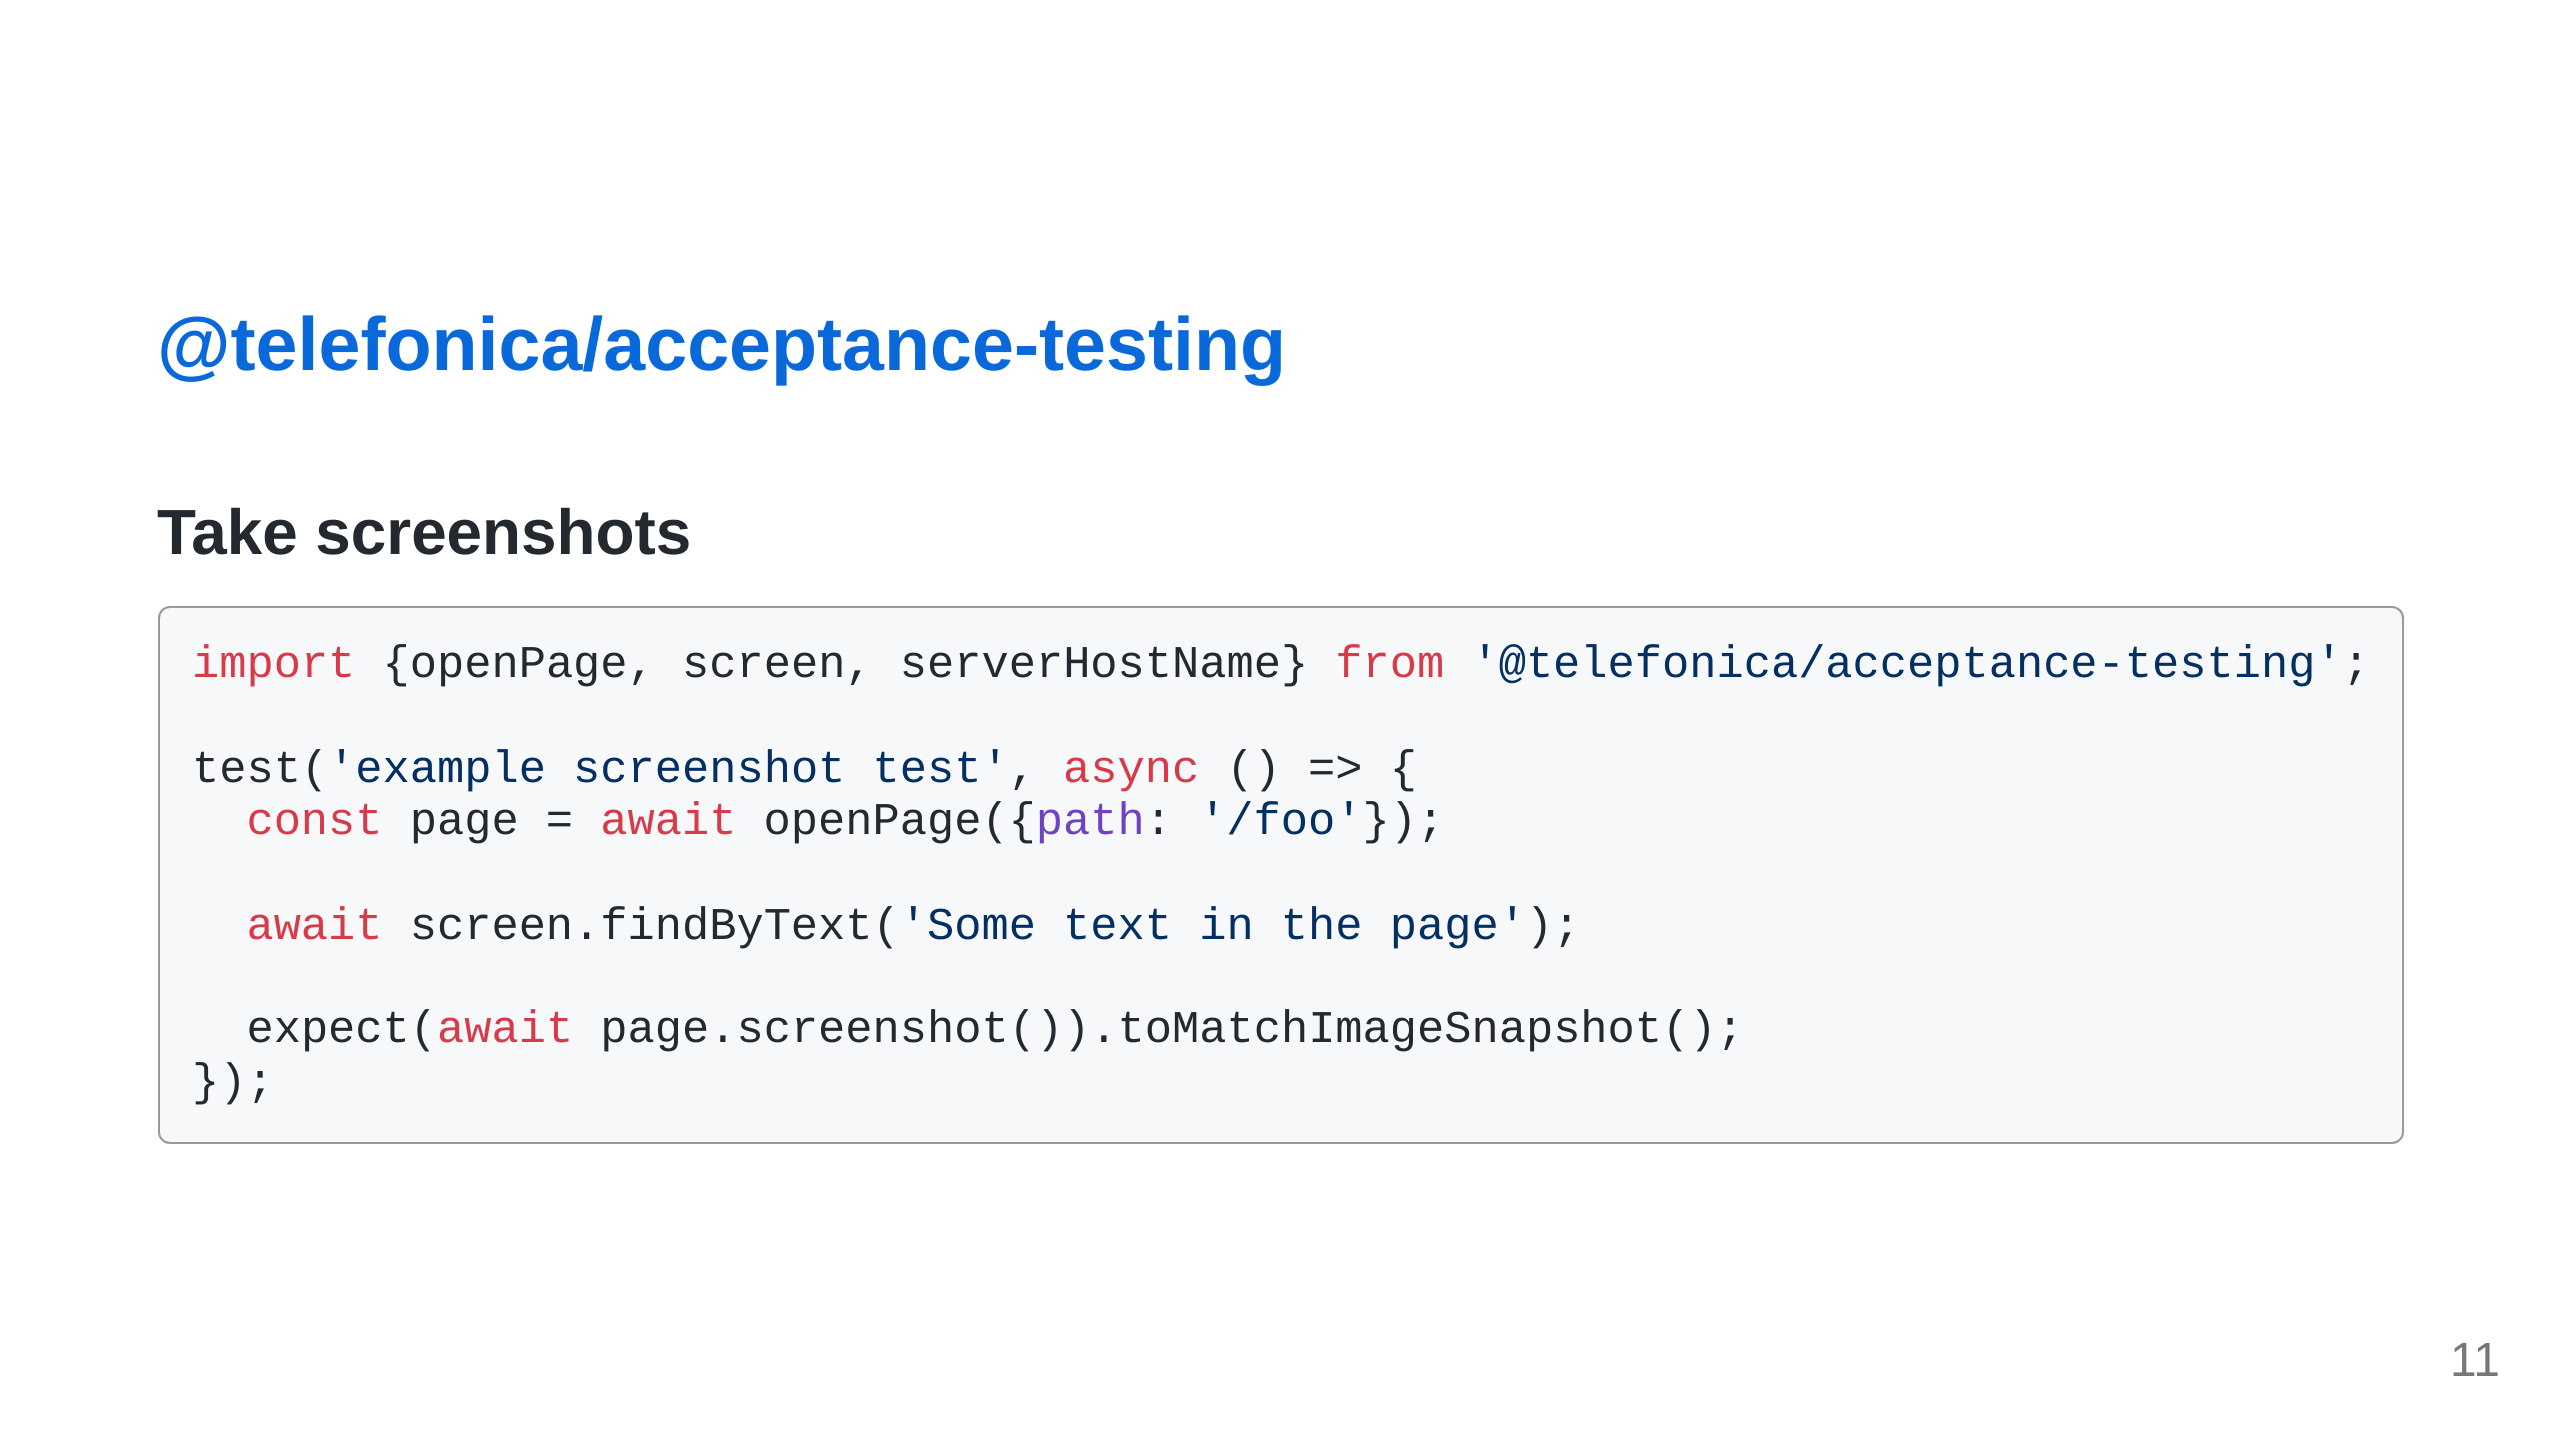 @telefonica/acceptance-testing
Take screenshots
import {openPage, screen, serverHostName} from '@telefonica/acceptance-testing';
test('example screenshot test', async () => {
  const page = await openPage({path: '/foo'});
  await screen.findByText('Some text in the page');
  expect(await page.screenshot()).toMatchImageSnapshot();
});
11